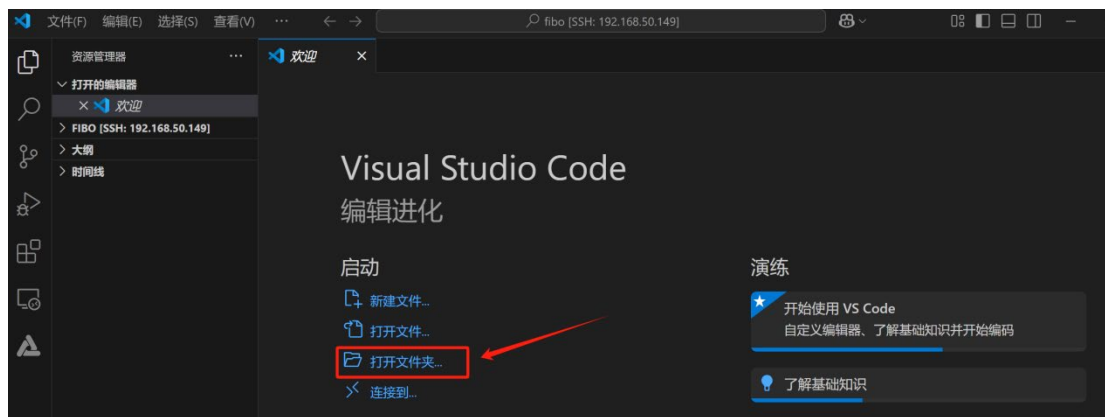 文件(F) 编辑(E) 选择(S) 查看(V) ··· fibo [SSH: 192.168.50.149]
资源管理器 ··· 欢迎
打开的编辑器
欢迎
FIBO [SSH: 192.168.50.149]
大纲
时间线
Visual Studio Code
编辑进化
启动
新建文件...
打开文件...
打开文件夹...
连接到...
演练
开始使用 VS Code
自定义编辑器、了解基础知识并开始编码
了解基础知识